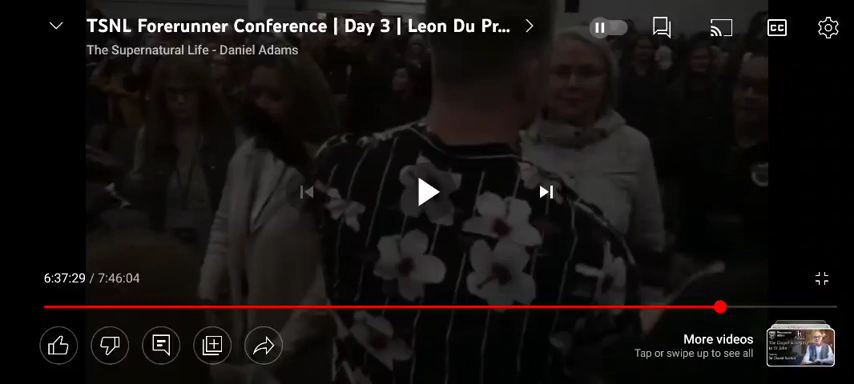 TSNL Forerunner Conference | Day 3 | Leon Du Pr...
The Supernatural Life - Daniel Adams
CC
6:37:29 / 7:46:04
More videos
Tap or swipe up to see all